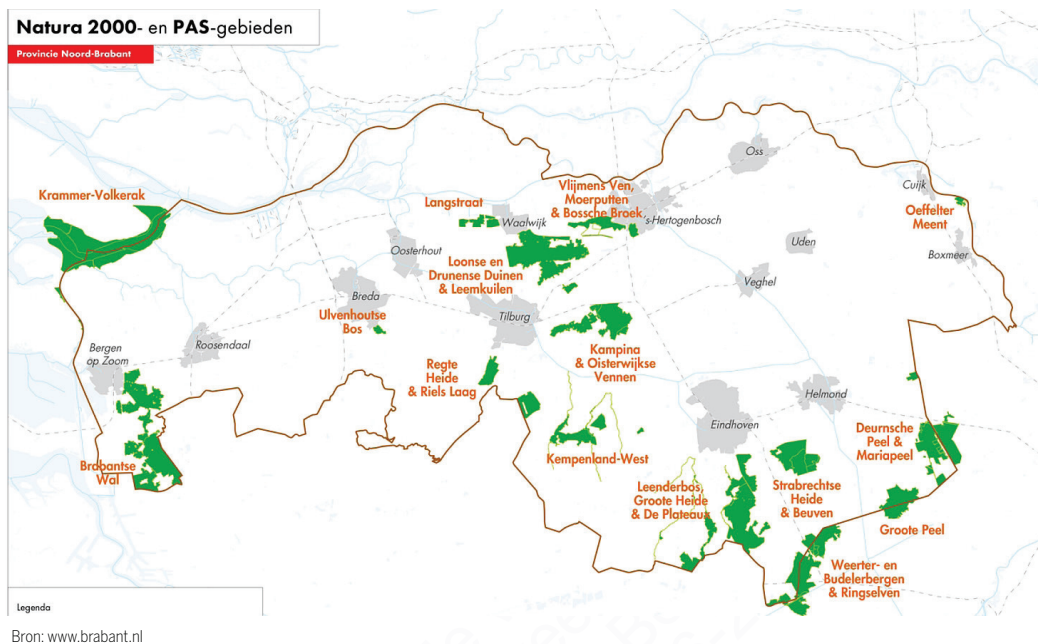 Natura 2000- en PAS-gebieden
Provincie Noord-Brabant
Krammer-Volkerak
Langstraat
Waalwijk
Vlijmens Ven,
Moerputten
& Bossche Broek
's-Hertogenbosch
Oss
Cuijk
Oeffelter
Meent
Boxmeer
Uden
Veghel
Oosterhout
Loonse en
Drunense Duinen
& Leemkuilen
Breda
Ulvenhoutse
Bos
Tilburg
Roosendaal
Bergen
op Zoom
Regte
Heide
& Riels Laag
Kampina
& Oisterwijkse
Vennen
Helmond
Eindhoven
Brabantse
Wal
Kempenland-West
Leenderbos,
Groote Heide
& De Plateaux
Strabrechtse
Heide
& Beuven
Deurnsche
Peel &
Mariapeel
Groote Peel
Weerter- en
Budelerbergen
& Ringselven
Legenda
Bron: www.brabant.nl